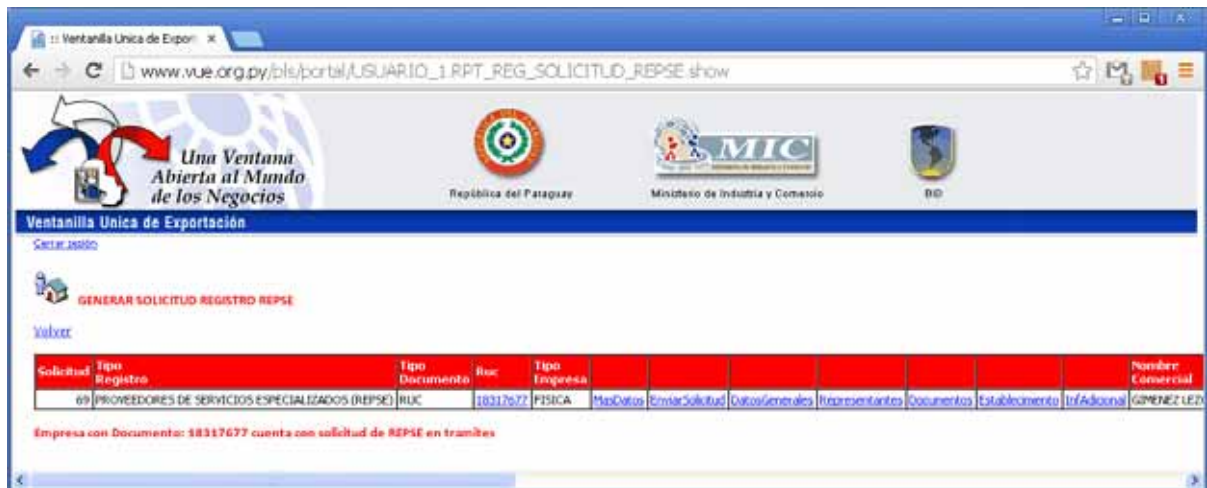 :: Ventanilla Unica de Expor
www.vue.org.py/bls/portal/USUARIO_1.RPT_REG_SOLICITUD_REPSE.show
Una Ventana
Abierta al Mundo
de los Negocios
MIC
República del Paraguay
Ministerio de Industria y Comercio
BID
Ventanilla Unica de Exportación
Cerrar sesión
GENERAR SOLICITUD REGISTRO REPSE
Volver
Solicitud Tipo Registro Tipo Documento Ruc Tipo Empresa Nombre Comercial
69 PROVEEDORES DE SERVICIOS ESPECIALIZADOS (REPSE) RUC 18317677 FISICA MasDatos EnviarSolicitud DatosGenerales Representantes Documentos Establecimiento InfAdicional GIMENEZ LEZ
Empresa con Documento: 18317677 cuenta con solicitud de REPSE en tramites